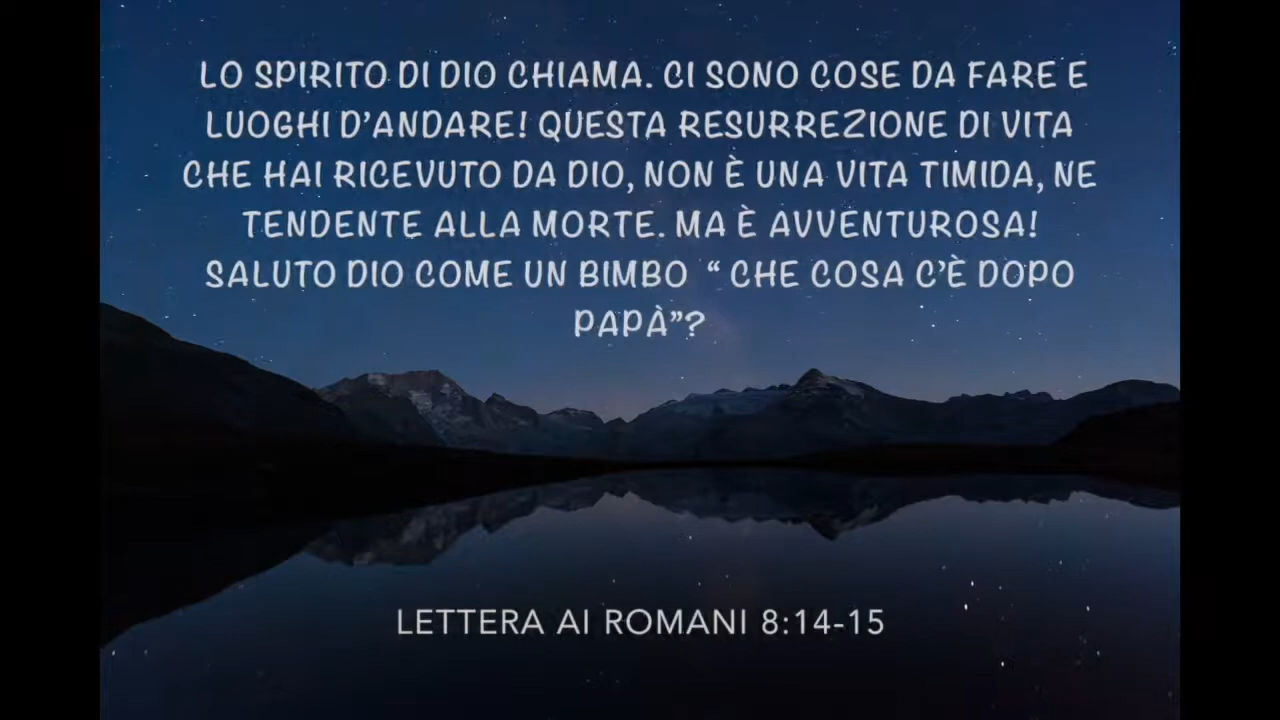 LO SPIRITO DI DIO CHIAMA. CI SONO COSE DA FARE E
LUOGHI D'ANDARE! QUESTA RESURREZIONE DI VITA
CHE HAI RICEVUTO DA DIO, NON È UNA VITA TIMIDA, NE
TENDENTE ALLA MORTE. MA È AVVENTUROSA!
SALUTO DIO COME UN BIMBO “ CHE COSA C'È DOPO
PAPÀ”?
LETTERA AI ROMANI 8:14-15